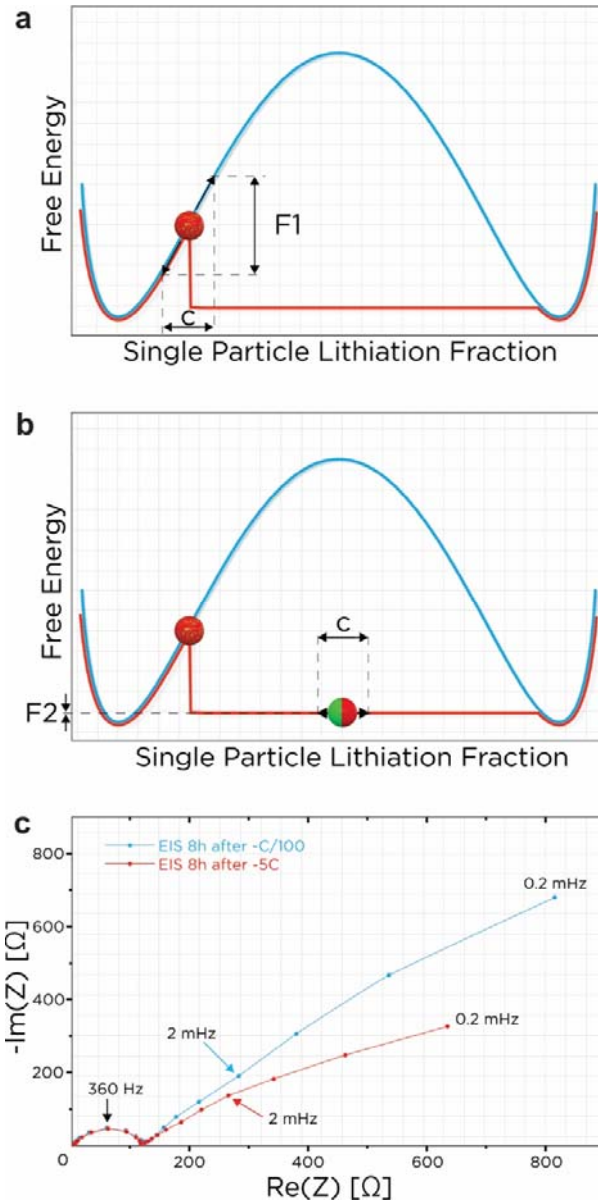 a
Free Energy
F1
C
Single Particle Lithiation Fraction
b
Free Energy
C
F2
Single Particle Lithiation Fraction
c
800
600
400
200
-Im(Z) [Ω]
EIS 8h after -C/100
EIS 8h after -5C
0.2 mHz
2 mHz
0.2 mHz
360 Hz
2 mHz
0 200 400 600 800
Re(Z) [Ω]